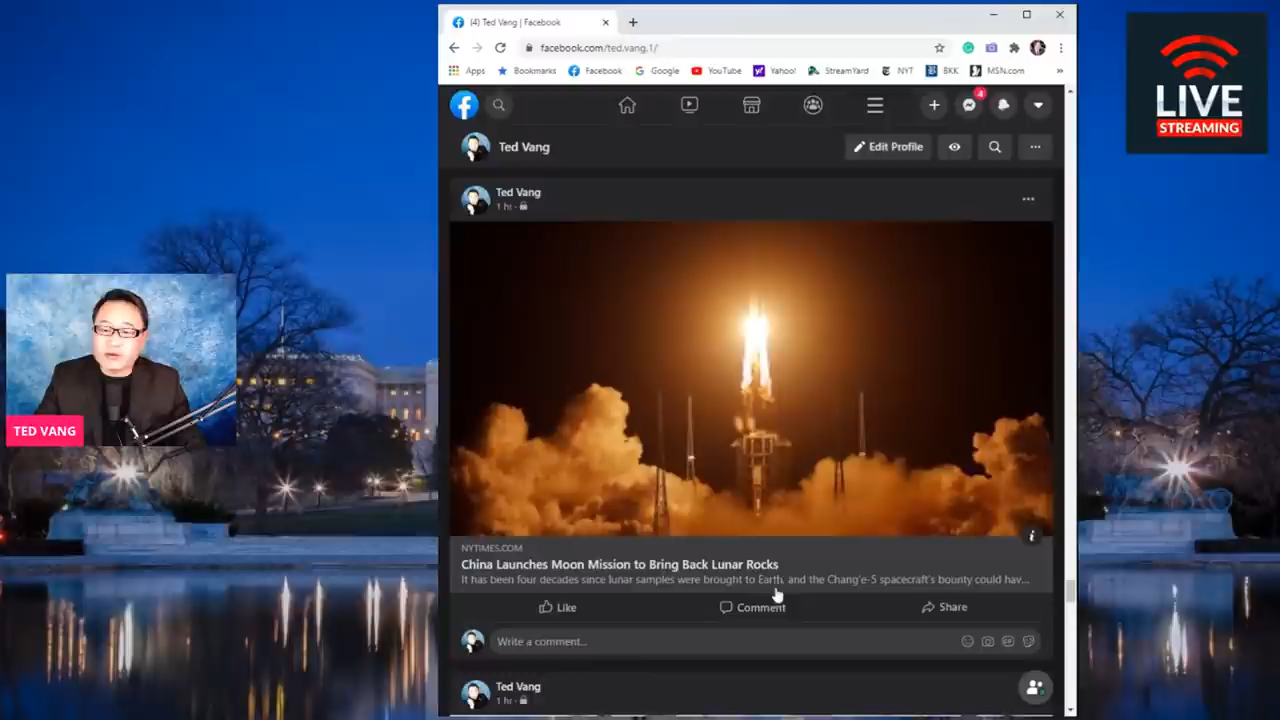 (4) Ted Vang | Facebook
facebook.com/ted.vang.1/
Apps Bookmarks Facebook Google YouTube Yahoo! StreamYard NYT BKK MSN.com »
4
Ted Vang
Edit Profile
Ted Vang
1 hr ·
NYTIMES.COM
China Launches Moon Mission to Bring Back Lunar Rocks
It has been four decades since lunar samples were brought to Earth, and the Chang'e-5 spacecraft's bounty could hav...
Like Comment Share
Write a comment...
Ted Vang
1 hr ·
TED VANG
LIVE
STREAMING